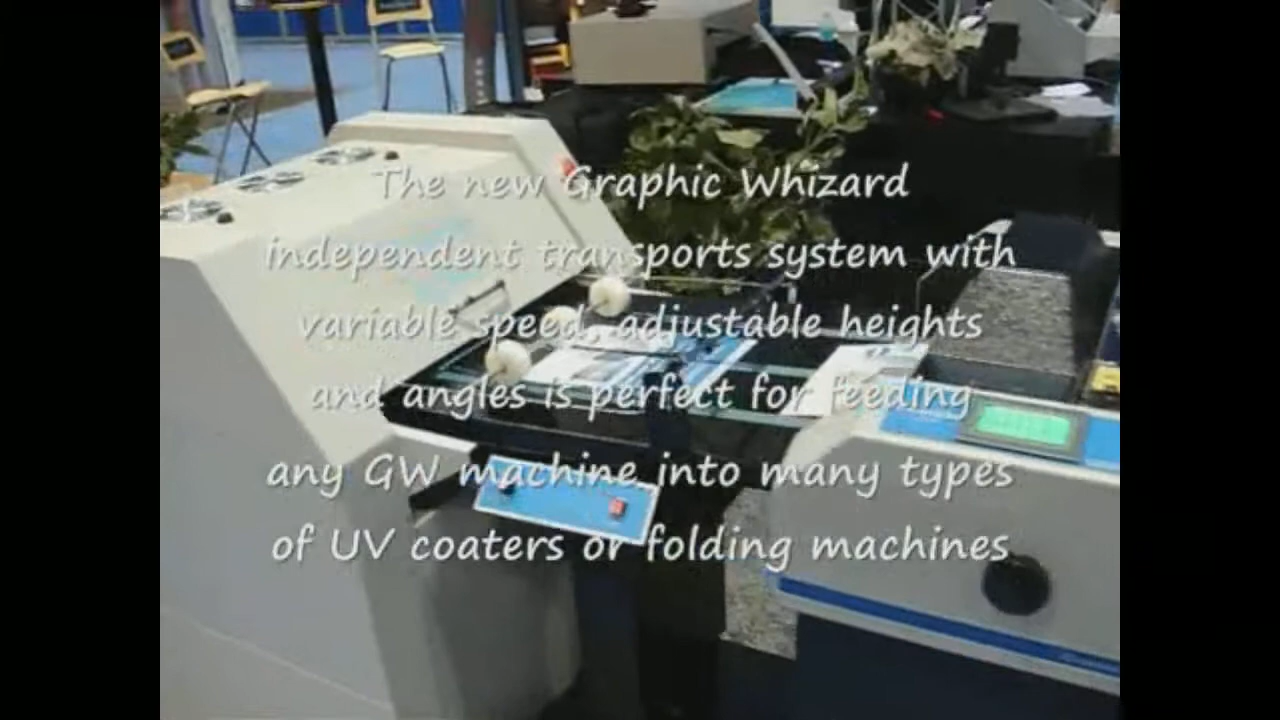 The new Graphic Whizard
independent transports system with
variable speed, adjustable heights
and angles is perfect for feeding
any GW machine into many types
of UV coaters or folding machines